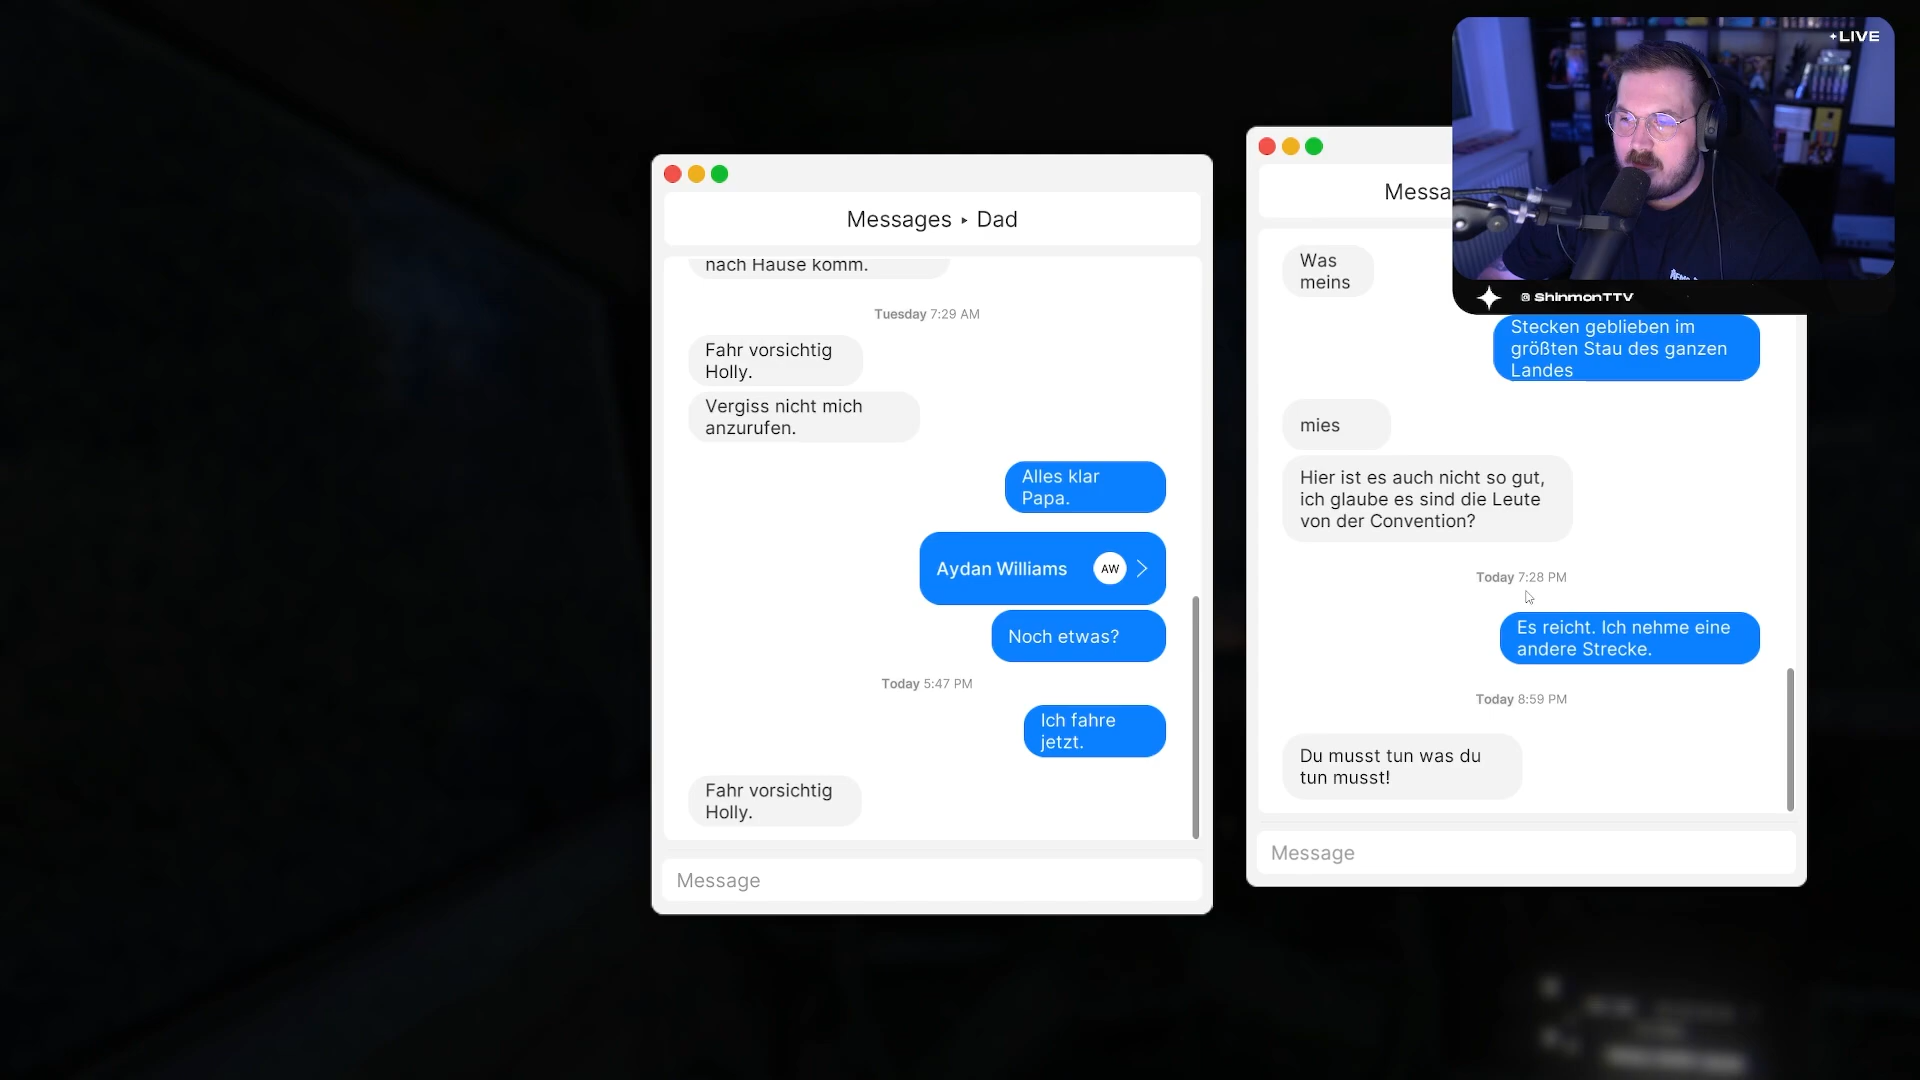 LIVE
@ ShinmonTTV
Messages ▸ Dad
nach Hause komm.
Tuesday 7:29 AM
Fahr vorsichtig
Holly.
Vergiss nicht mich
anzurufen.
Alles klar
Papa.
Aydan Williams AW
Noch etwas?
Today 5:47 PM
Ich fahre
jetzt.
Fahr vorsichtig
Holly.
Message
Messa
Was
meins
Stecken geblieben im
größten Stau des ganzen
Landes
mies
Hier ist es auch nicht so gut,
ich glaube es sind die Leute
von der Convention?
Today 7:28 PM
Es reicht. Ich nehme eine
andere Strecke.
Today 8:59 PM
Du musst tun was du
tun musst!
Message